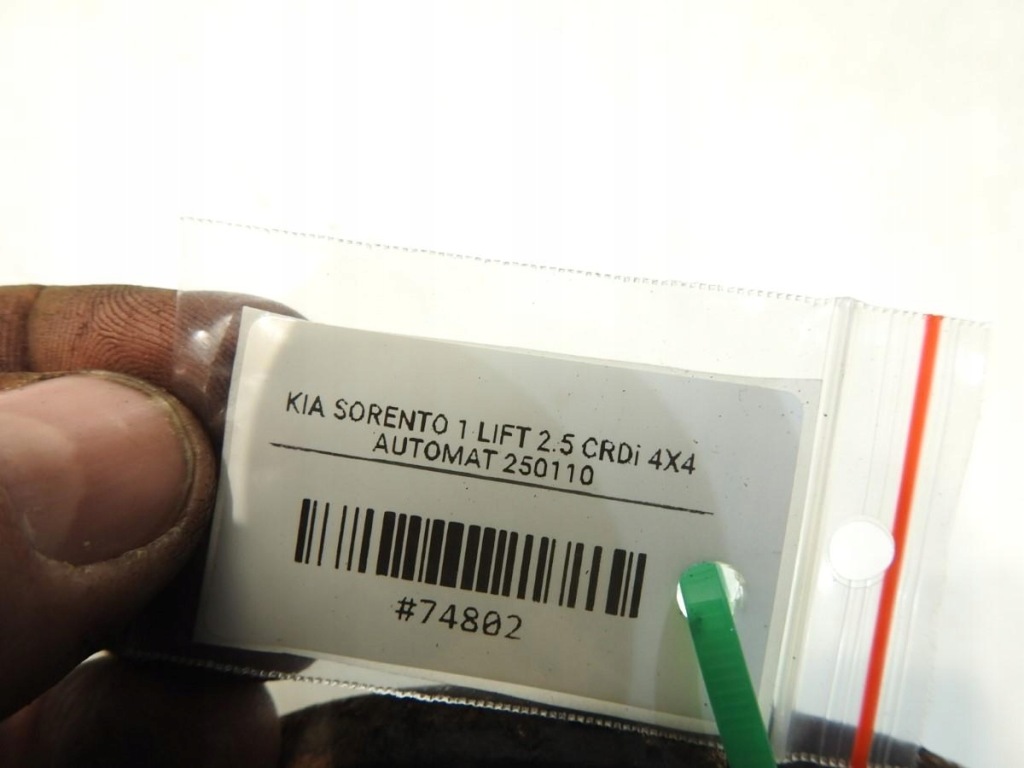 KIA SORENTO 1 LIFT 2.5 CRDi 4X4
AUTOMAT 250110
#74802